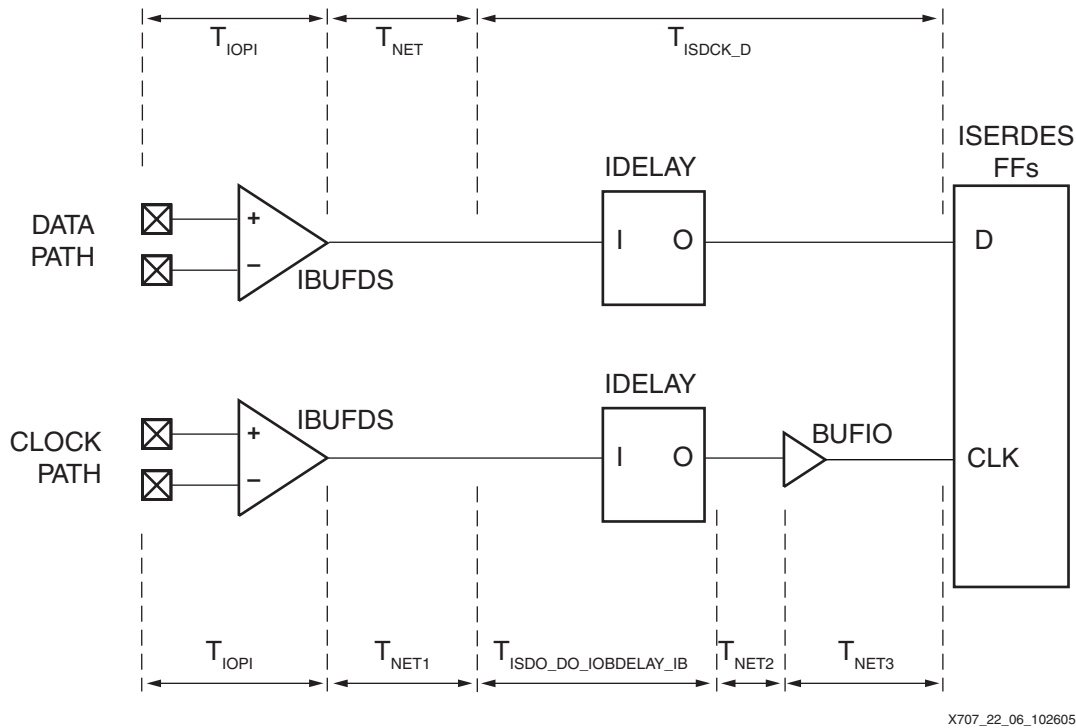 T_IOPI T_NET T_ISDCK_D
ISERDES
FFs
IDELAY
DATA
PATH
+
−
IBUFDS
I O
D
IDELAY
CLOCK
PATH
+
−
IBUFDS
I O
BUFIO
CLK
T_IOPI T_NET1 T_ISDO_DO_IOBDELAY_IB T_NET2 T_NET3
X707_22_06_102605